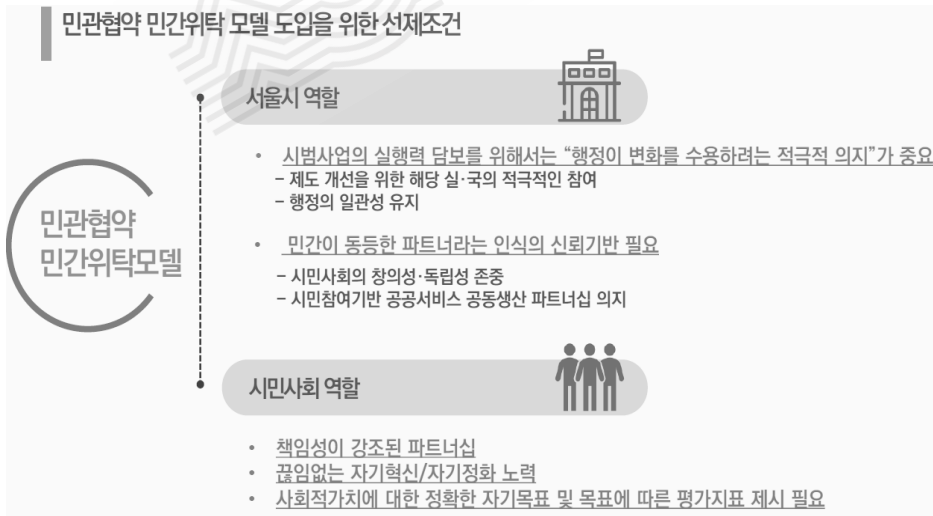 민관협약 민간위탁 모델 도입을 위한 선제조건
서울시 역할
• 시범사업의 실행력 담보를 위해서는 “행정이 변화를 수용하려는 적극적 의지”가 중요
– 제도 개선을 위한 해당 실·국의 적극적인 참여
– 행정의 일관성 유지
민관협약
민간위탁모델
• 민간이 동등한 파트너라는 인식의 신뢰기반 필요
– 시민사회의 창의성·독립성 존중
– 시민참여기반 공공서비스 공동생산 파트너십 의지
시민사회 역할
• 책임성이 강조된 파트너십
• 끊임없는 자기혁신/자기정화 노력
• 사회적가치에 대한 정확한 자기목표 및 목표에 따른 평가지표 제시 필요